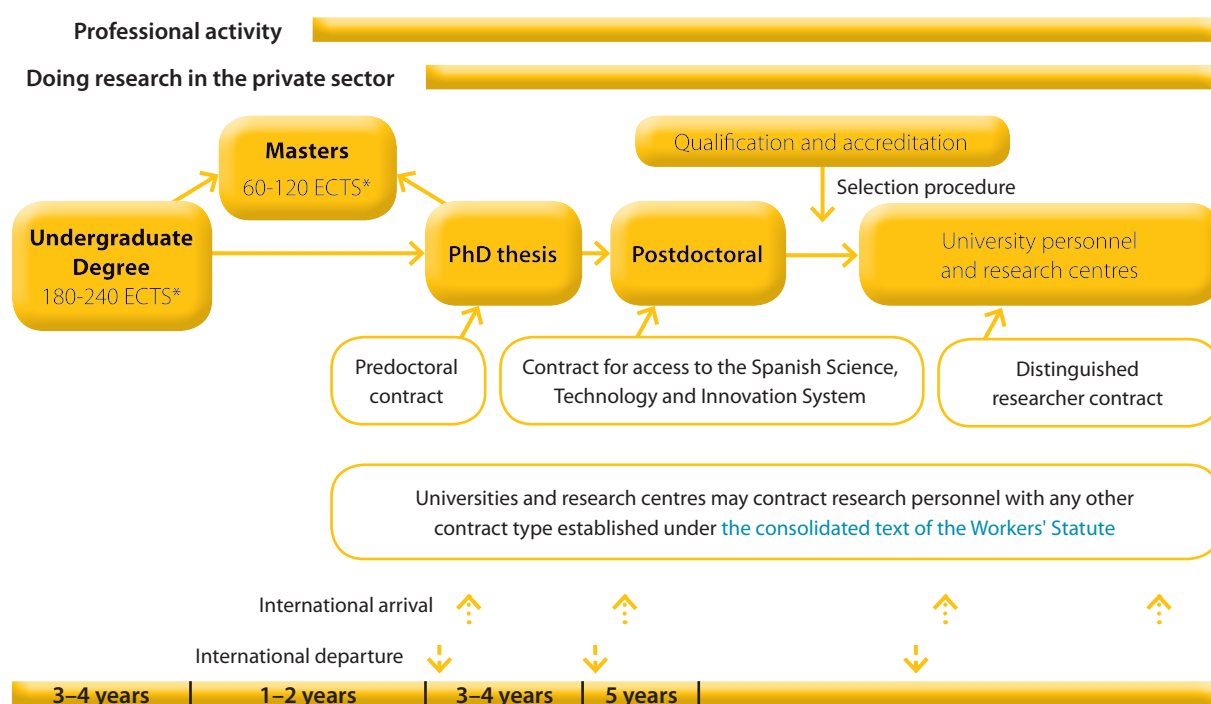 Professional activity
Doing research in the private sector
Masters
60-120 ECTS*
Qualification and accreditation
Selection procedure
Undergraduate
Degree
180-240 ECTS*
PhD thesis
Postdoctoral
University personnel
and research centres
Predoctoral
contract
Contract for access to the Spanish Science,
Technology and Innovation System
Distinguished
researcher contract
Universities and research centres may contract research personnel with any other
contract type established under the consolidated text of the Workers' Statute
International arrival
International departure
3–4 years
1–2 years
3–4 years
5 years